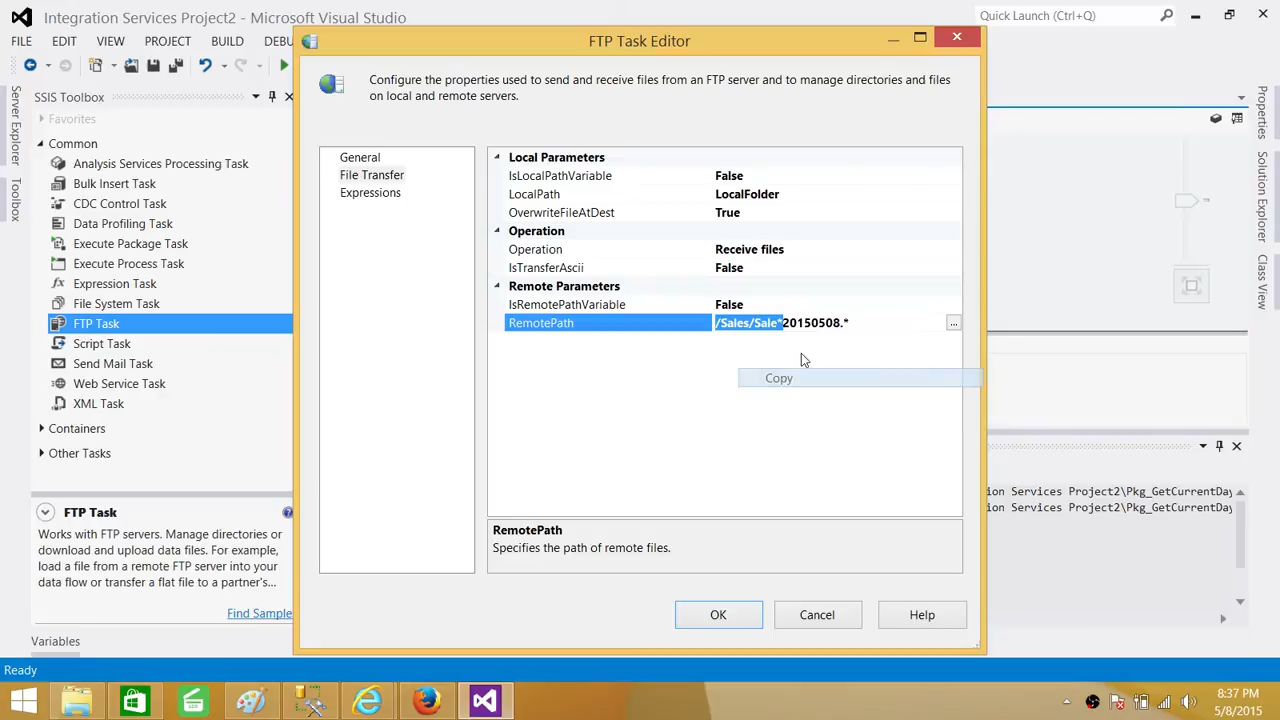 Integration Services Project2 - Microsoft Visual Studio
Quick Launch (Ctrl+Q)
FILE EDIT VIEW PROJECT BUILD DEBU
FTP Task Editor
SSIS Toolbox
Favorites
Common
Analysis Services Processing Task
Bulk Insert Task
CDC Control Task
Data Profiling Task
Execute Package Task
Execute Process Task
Expression Task
File System Task
FTP Task
Script Task
Send Mail Task
Web Service Task
XML Task
Containers
Other Tasks
FTP Task
Works with FTP servers. Manage directories
or download and upload data files. For example,
load a file from a remote FTP server into your
data flow or transfer a flat file to a partner's...
Find Sample
Variables
Ready
Server Explorer
Toolbox
Configure the properties used to send and receive files from an FTP server and to manage directories and files
on local and remote servers.
General
File Transfer
Expressions
Local Parameters
IsLocalPathVariable False
LocalPath LocalFolder
OverwriteFileAtDest True
Operation
Operation Receive files
IsTransferAscii False
Remote Parameters
IsRemotePathVariable False
RemotePath /Sales/Sale*20150508.* ...
Copy
RemotePath
Specifies the path of remote files.
OK Cancel Help
Properties
Solution Explorer
Class View
ion Services Project2\Pkg_GetCurrentDay
ion Services Project2\Pkg_GetCurrentDay
8:37 PM
5/8/2015